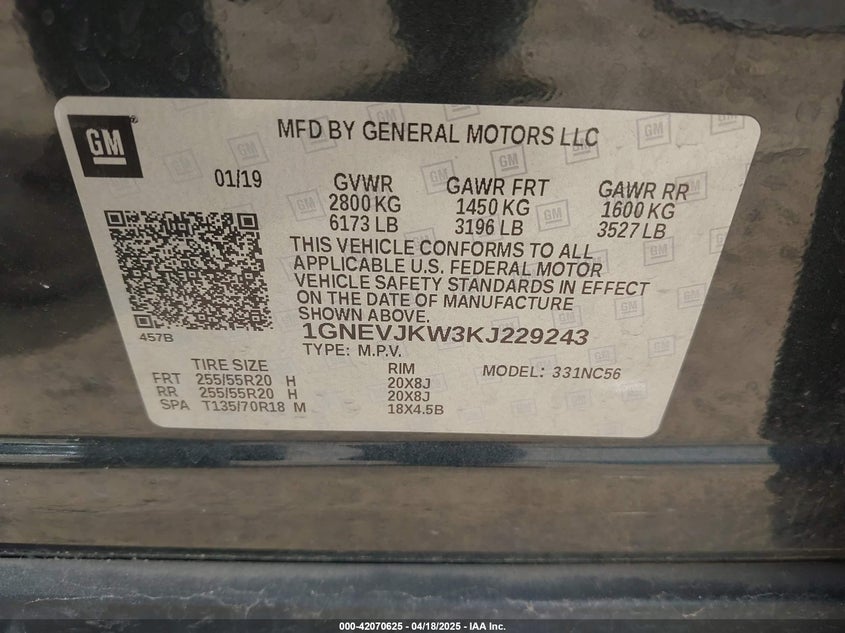 GM
MFD BY GENERAL MOTORS LLC
01/19
GVWR GAWR FRT GAWR RR
2800 KG 1450 KG 1600 KG
6173 LB 3196 LB 3527 LB
THIS VEHICLE CONFORMS TO ALL
APPLICABLE U.S. FEDERAL MOTOR
VEHICLE SAFETY STANDARDS IN EFFECT
ON THE DATE OF MANUFACTURE
SHOWN ABOVE.
1GNEVJKW3KJ229243
457B
TYPE: M.P.V.
TIRE SIZE RIM MODEL: 331NC56
FRT 255/55R20 H 20X8J
RR 255/55R20 H 20X8J
SPA T135/70R18 M 18X4.5B
000-42070625 - 04/18/2025 - IAA Inc.